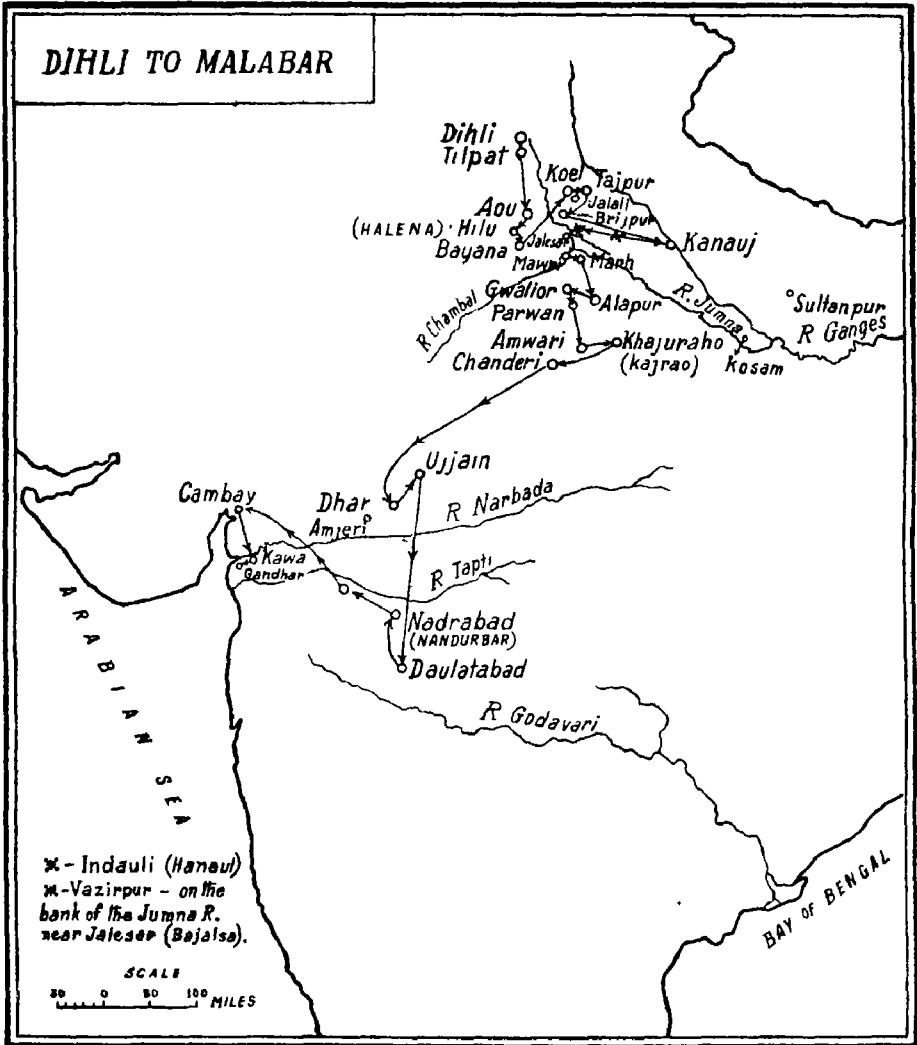 DIHLI TO MALABAR
Dihli
Tilpat
Koel
Tajpur
Jalali
Brijpur
Aou
(HALENA)·Hilu
Bayana
Jalesar
Kanauj
Mawri
Marh
Gwalior
Parwan
Alapur
R. Chambal
R. Jumna
Sultanpur
R Ganges
Amwari
Khajuraho
(kajrao)
Kosam
Chanderi
Ujjain
Cambay
Dhar
Amjeri
R Narbada
Kawa
Gandhar
R Tapti
Nadrabad
(NANDURBAR)
Daulatabad
R Godavari
ARABIAN SEA
BAY OF BENGAL
- Indauli (Hanaul)
-Vazirpur - on the
bank of the Jumna R.
near Jalesar (Bajalsa).
SCALE
50 0 50 100 MILES